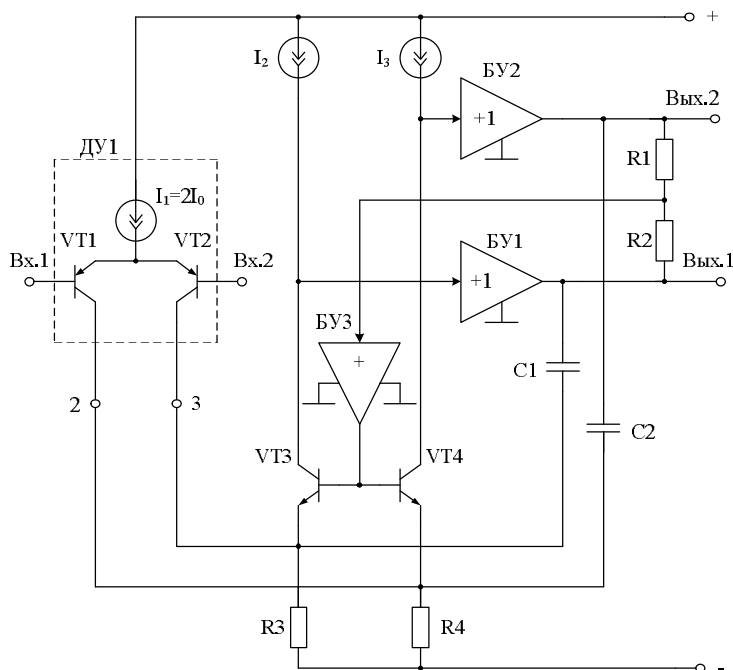 +
I₂
I₃
БУ2
+1
Вых.2
ДУ1
I₁=2I₀
R1
VT1
VT2
R2
Вх.1
Вх.2
БУ1
+1
Вых.1
БУ3
+
C1
2
3
C2
VT3
VT4
R3
R4
-